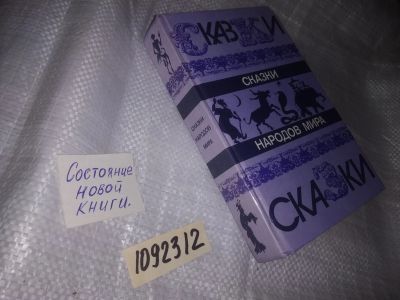 СКАЗКИ
СКАЗКИ
НАРОДОВ МИРА
СКАЗКИ
СКАЗКИ
НАРОДОВ
МИРА
Состояние
новой
книги.
1092312